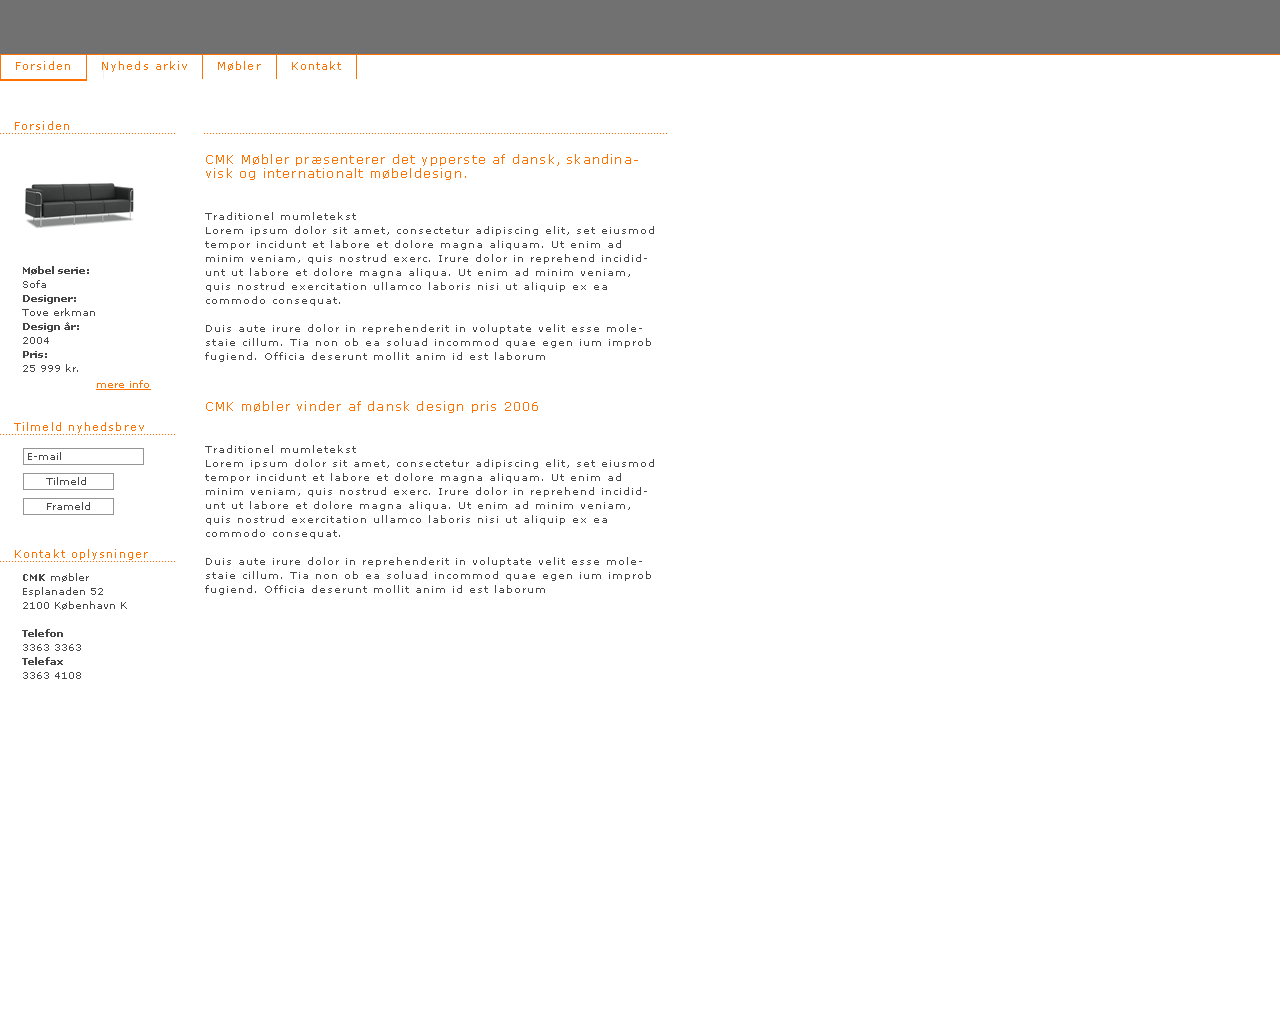 Forsiden Nyheds arkiv Møbler Kontakt
Forsiden
Møbel serie:
Sofa
Designer:
Tove erkman
Design år:
2004
Pris:
25 999 kr.
mere info
Tilmeld nyhedsbrev
E-mail
Tilmeld
Frameld
Kontakt oplysninger
CMK møbler
Esplanaden 52
2100 København K
Telefon
3363 3363
Telefax
3363 4108
CMK Møbler præsenterer det ypperste af dansk, skandina-
visk og internationalt møbeldesign.
Traditionel mumletekst
Lorem ipsum dolor sit amet, consectetur adipiscing elit, set eiusmod
tempor incidunt et labore et dolore magna aliquam. Ut enim ad
minim veniam, quis nostrud exerc. Irure dolor in reprehend incidid-
unt ut labore et dolore magna aliqua. Ut enim ad minim veniam,
quis nostrud exercitation ullamco laboris nisi ut aliquip ex ea
commodo consequat.
Duis aute irure dolor in reprehenderit in voluptate velit esse mole-
staie cillum. Tia non ob ea soluad incommod quae egen ium improb
fugiend. Officia deserunt mollit anim id est laborum
CMK møbler vinder af dansk design pris 2006
Traditionel mumletekst
Lorem ipsum dolor sit amet, consectetur adipiscing elit, set eiusmod
tempor incidunt et labore et dolore magna aliquam. Ut enim ad
minim veniam, quis nostrud exerc. Irure dolor in reprehend incidid-
unt ut labore et dolore magna aliqua. Ut enim ad minim veniam,
quis nostrud exercitation ullamco laboris nisi ut aliquip ex ea
commodo consequat.
Duis aute irure dolor in reprehenderit in voluptate velit esse mole-
staie cillum. Tia non ob ea soluad incommod quae egen ium improb
fugiend. Officia deserunt mollit anim id est laborum